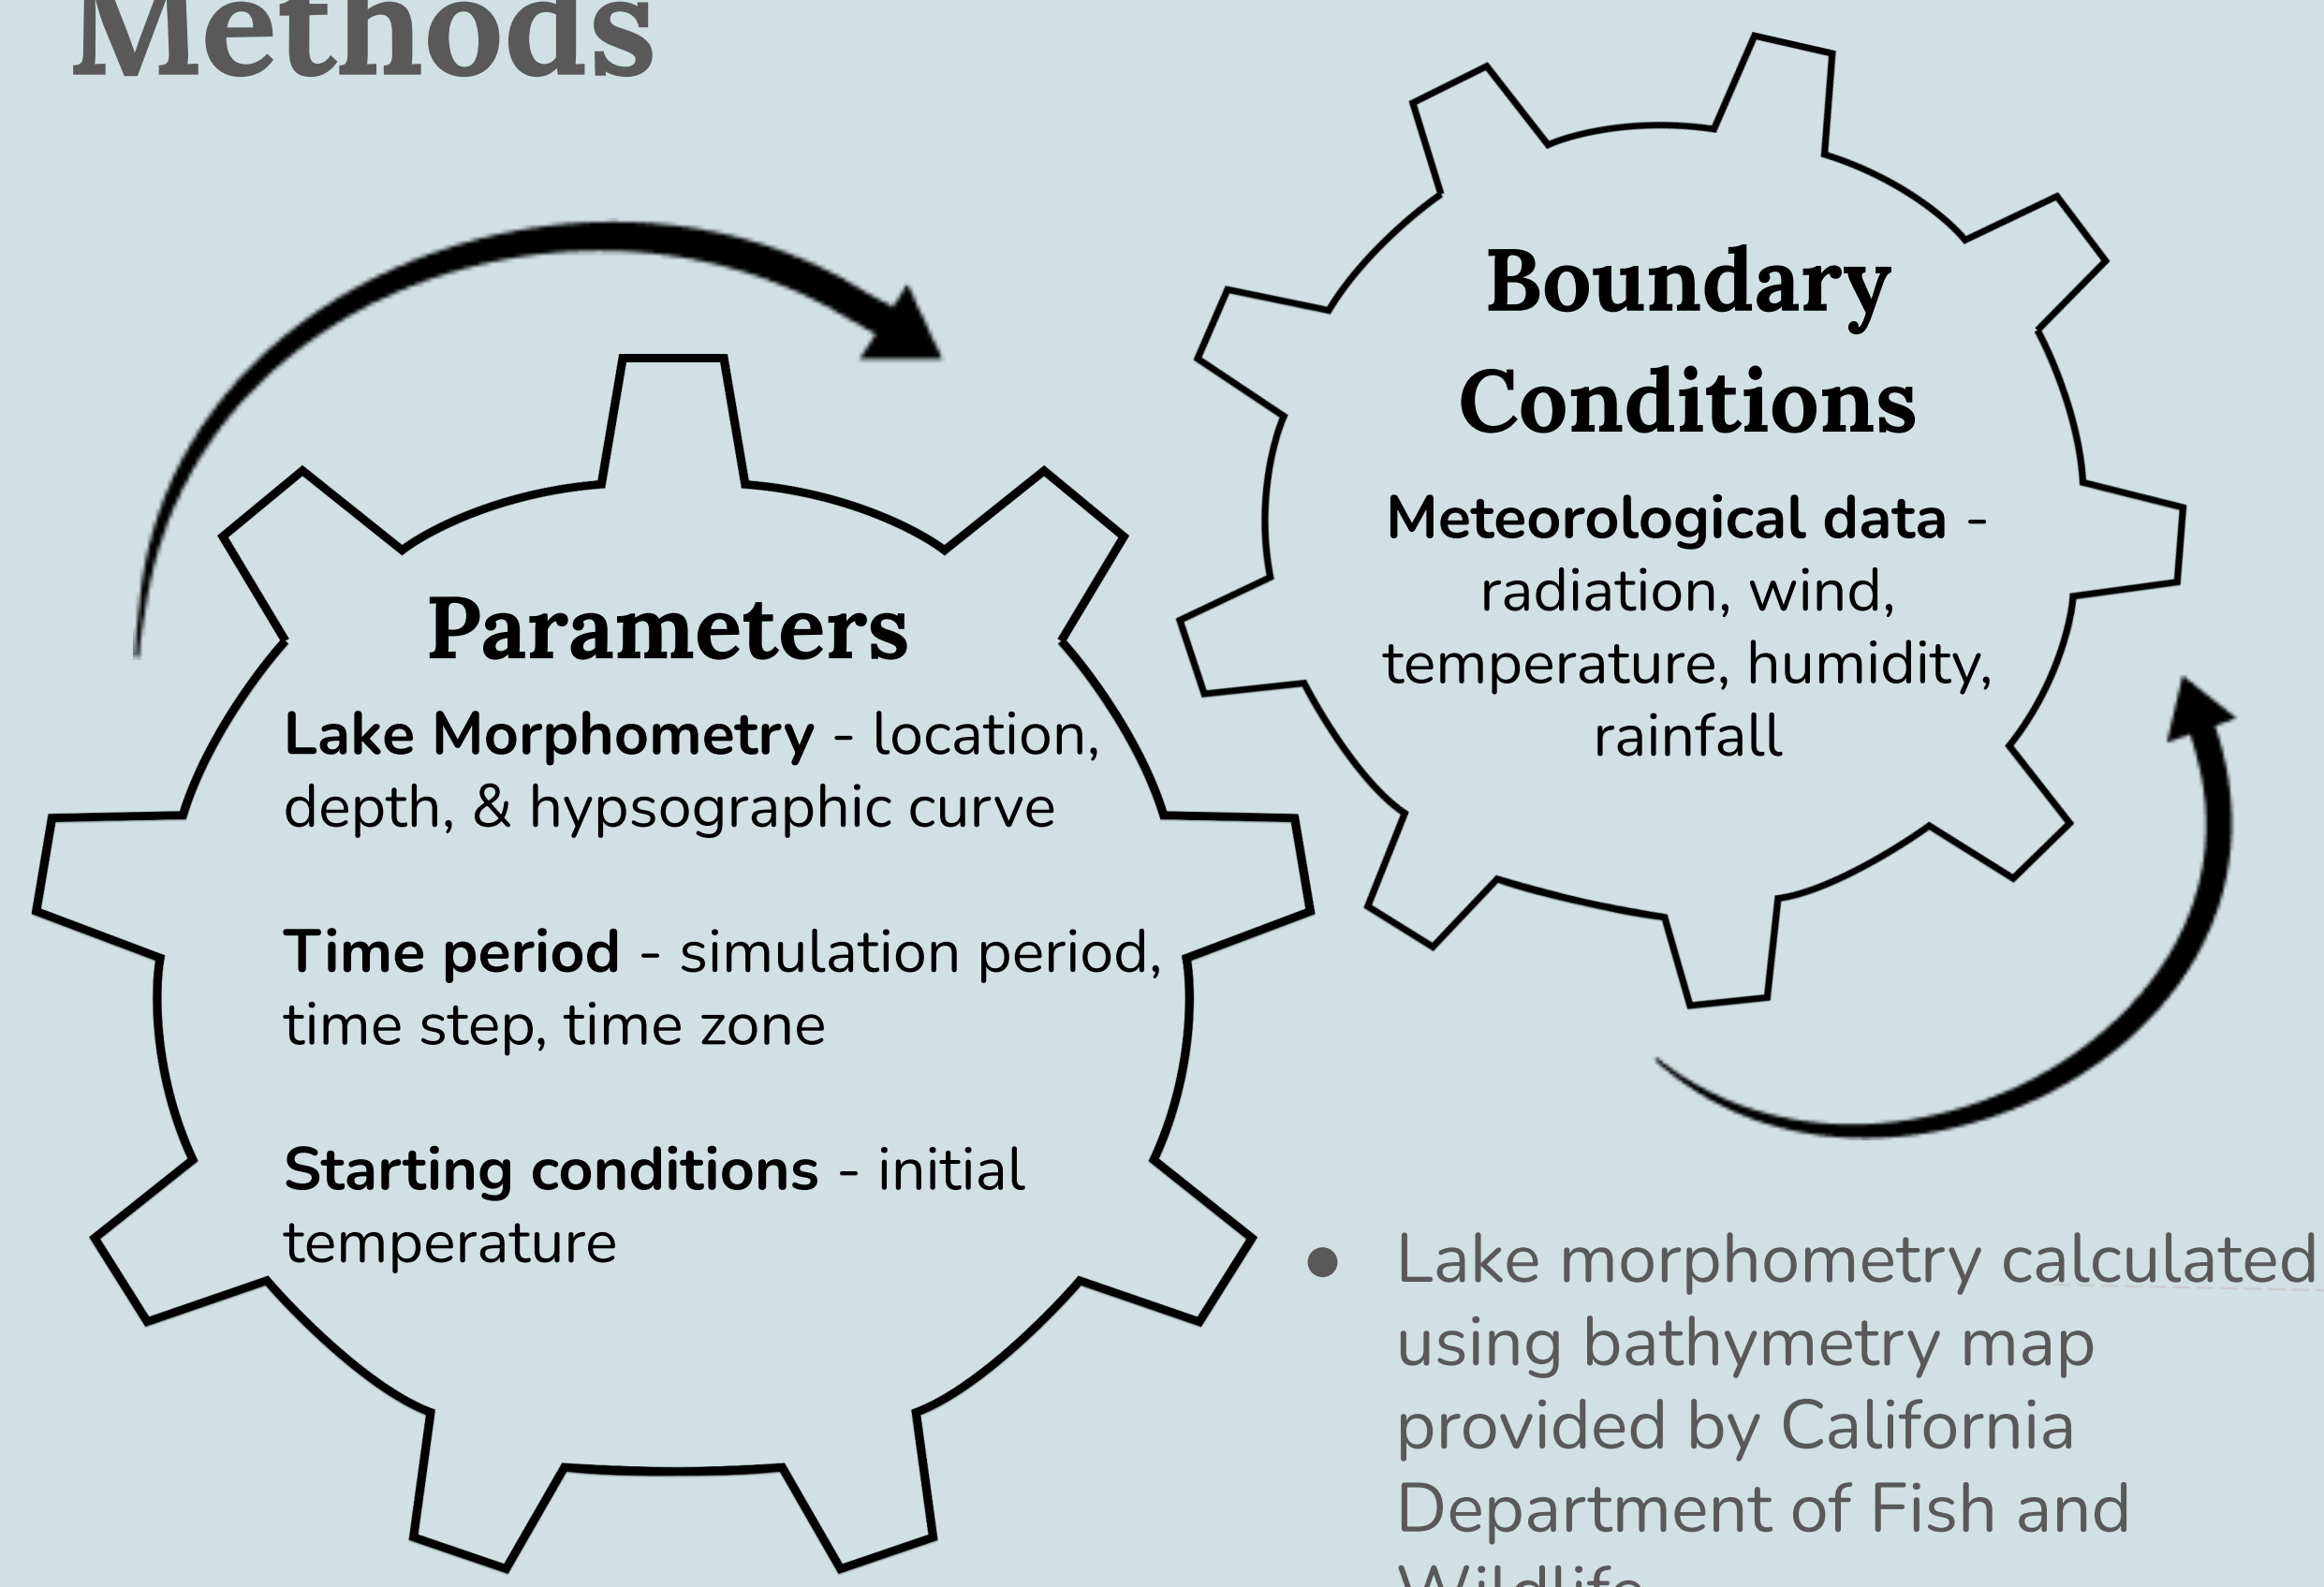 Methods
Boundary
Conditions
Meteorological data -
radiation, wind,
temperature, humidity,
rainfall
Parameters
Lake Morphometry - location,
depth, & hypsographic curve
Time period - simulation period,
time step, time zone
Starting conditions - initial
temperature
● Lake morphometry calculated
using bathymetry map
provided by California
Department of Fish and
Wildlife